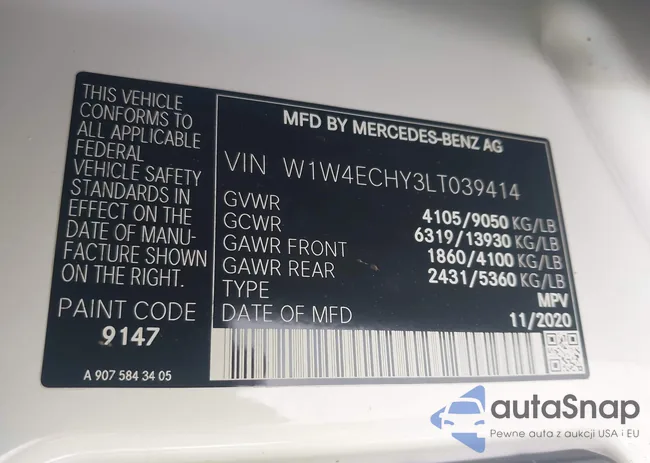 THIS VEHICLE
CONFORMS TO
ALL APPLICABLE
FEDERAL
VEHICLE SAFETY
STANDARDS IN
EFFECT ON THE
DATE OF MANU-
FACTURE SHOWN
ON THE RIGHT.
PAINT CODE
9147
A 907 584 34 05
MFD BY MERCEDES-BENZ AG
VIN W1W4ECHY3LT039414
GVWR 4105/9050 KG/LB
GCWR 6319/13930 KG/LB
GAWR FRONT 1860/4100 KG/LB
GAWR REAR 2431/5360 KG/LB
TYPE MPV
DATE OF MFD 11/2020
autaSnap
Pewne auta z aukcji USA i EU